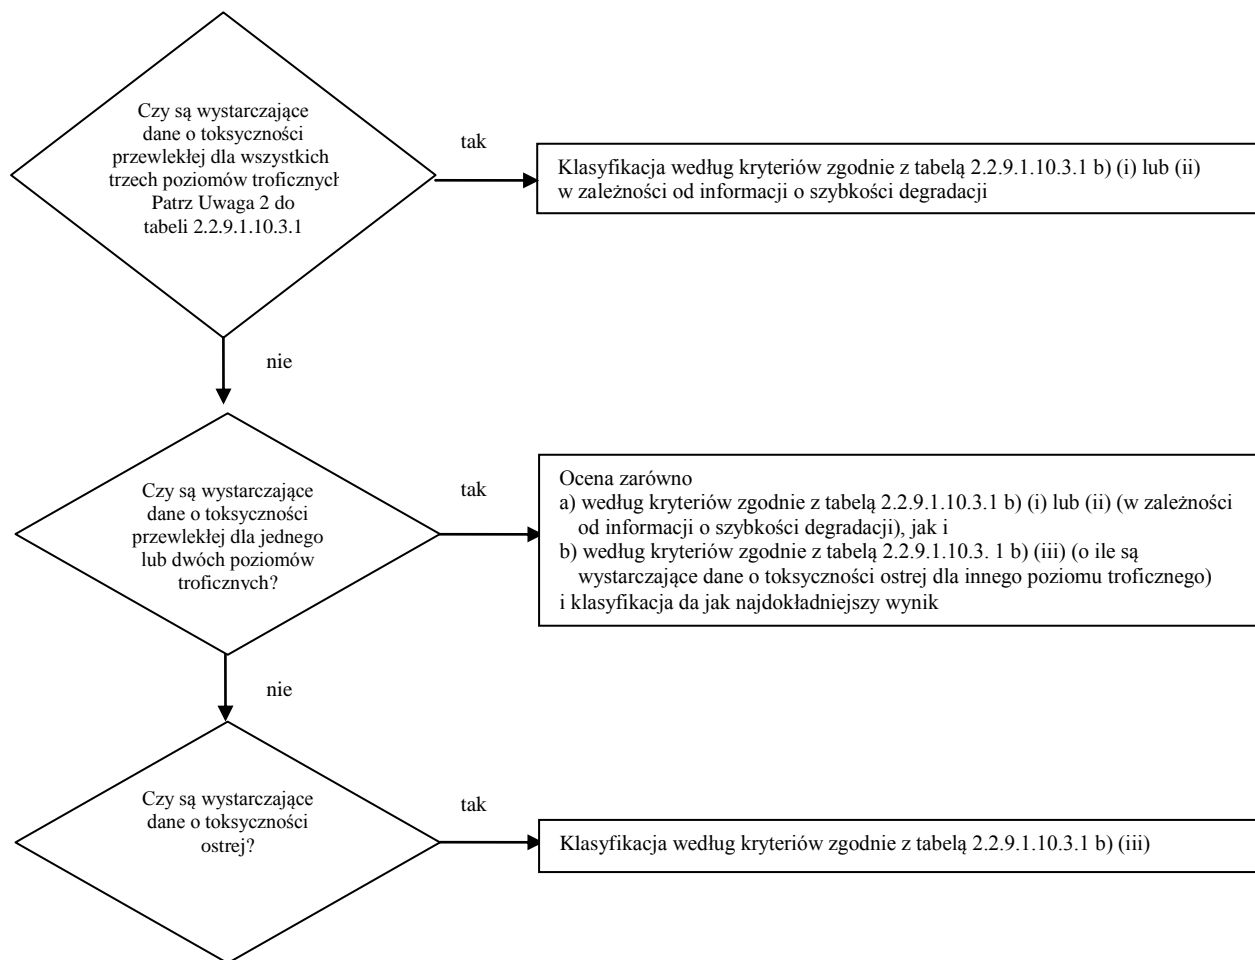 Czy są wystarczające
dane o toksyczności
przewlekłej dla wszystkich
trzech poziomów troficznych
Patrz Uwaga 2 do
tabeli 2.2.9.1.10.3.1
tak
Klasyfikacja według kryteriów zgodnie z tabelą 2.2.9.1.10.3.1 b) (i) lub (ii)
w zależności od informacji o szybkości degradacji
nie
Czy są wystarczające
dane o toksyczności
przewlekłej dla jednego
lub dwóch poziomów
troficznych?
tak
Ocena zarówno
a) według kryteriów zgodnie z tabelą 2.2.9.1.10.3.1 b) (i) lub (ii) (w zależności
od informacji o szybkości degradacji), jak i
b) według kryteriów zgodnie z tabelą 2.2.9.1.10.3. 1 b) (iii) (o ile są
wystarczające dane o toksyczności ostrej dla innego poziomu troficznego)
i klasyfikacja da jak najdokładniejszy wynik
nie
Czy są wystarczające
dane o toksyczności
ostrej?
tak
Klasyfikacja według kryteriów zgodnie z tabelą 2.2.9.1.10.3.1 b) (iii)